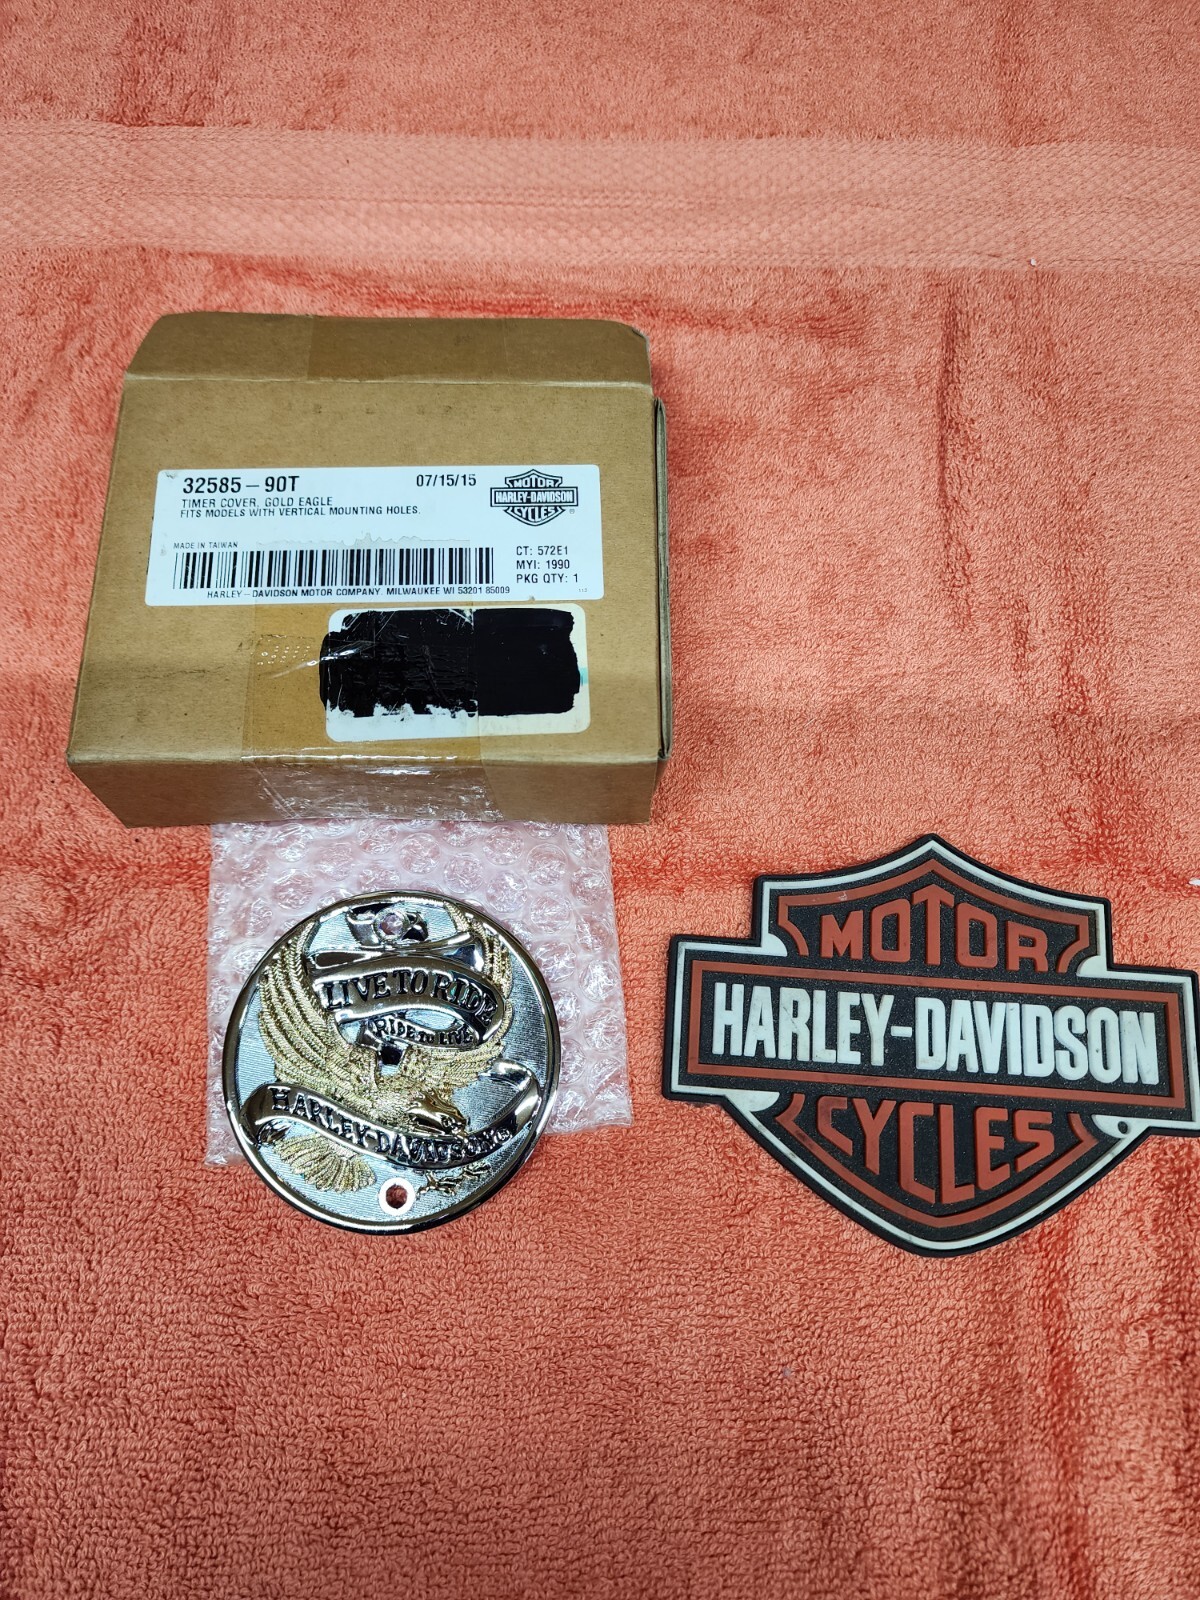 32585-90T
07/15/15
TIMER COVER, GOLD EAGLE
FITS MODELS WITH VERTICAL MOUNTING HOLES.
MOTOR
HARLEY-DAVIDSON
CYCLES
®
MADE IN TAIWAN
CT: 572E1
MYI: 1990
PKG QTY: 1
HARLEY-DAVIDSON MOTOR COMPANY. MILWAUKEE WI 53201 85009
LIVE TO RIDE
RIDE TO LIVE
HARLEY-DAVIDSON
MOTOR
HARLEY-DAVIDSON
CYCLES